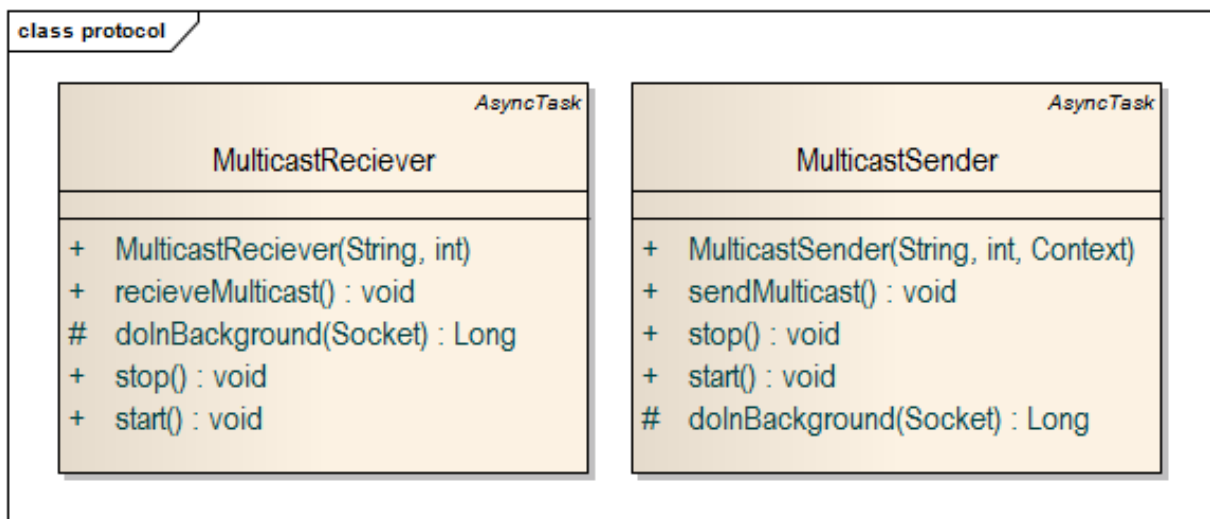 class protocol
AsyncTask
MulticastReciever
+ MulticastReciever(String, int)
+ recieveMulticast() : void
# doInBackground(Socket) : Long
+ stop() : void
+ start() : void
AsyncTask
MulticastSender
+ MulticastSender(String, int, Context)
+ sendMulticast() : void
+ stop() : void
+ start() : void
# doInBackground(Socket) : Long